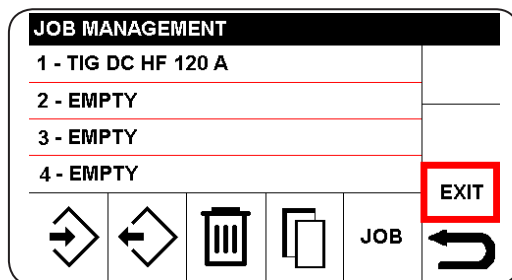 JOB MANAGEMENT
1 - TIG DC HF 120 A
2 - EMPTY
3 - EMPTY
4 - EMPTY
EXIT
JOB